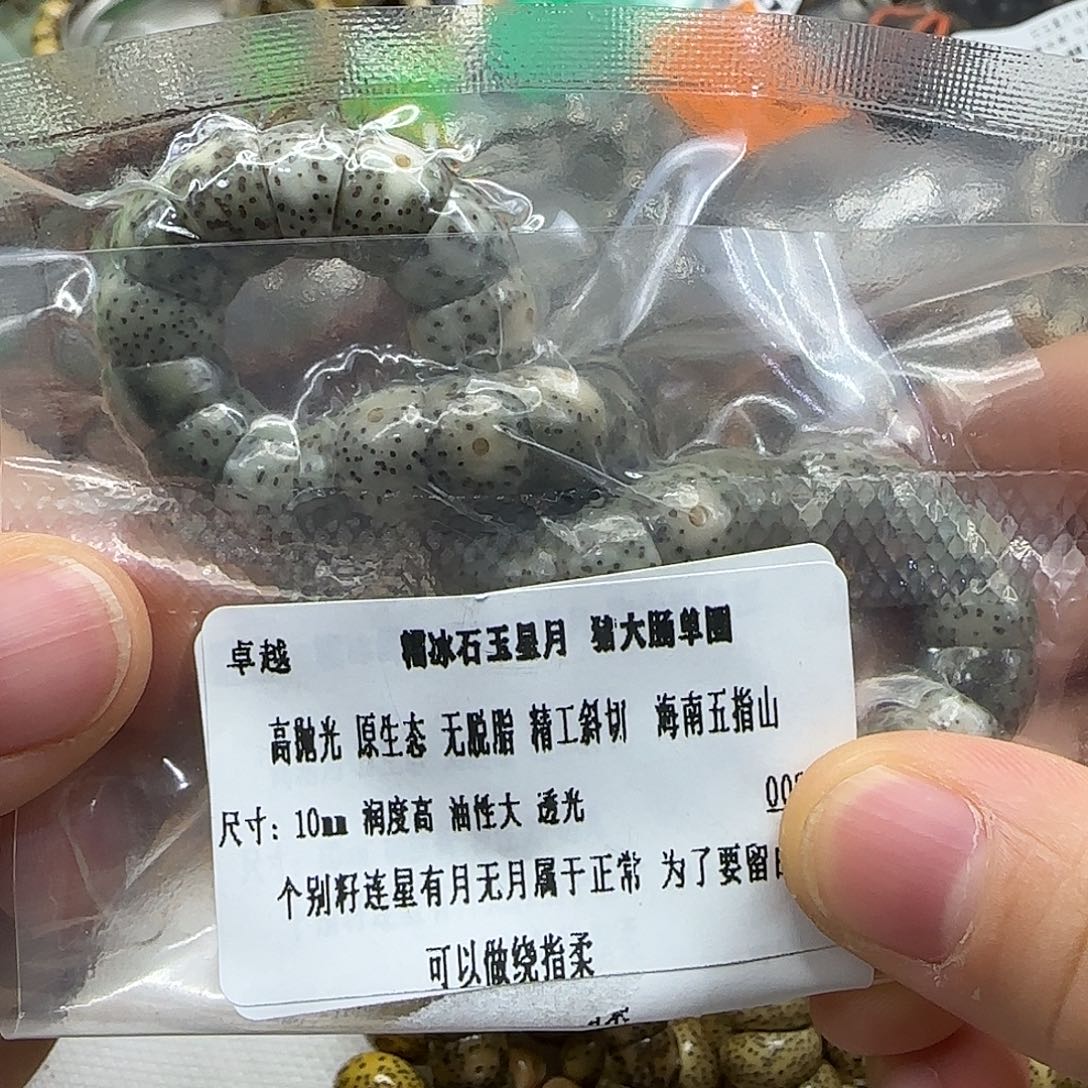 卓越 糯冰石玉星月 猪大肠单圈
高抛光 原生态 无脱脂 精工斜切 海南五指山
尺寸：10mm 润度高 油性大 透光 00
个别籽连星有月无月属于正常 为了要留
可以做绕指柔